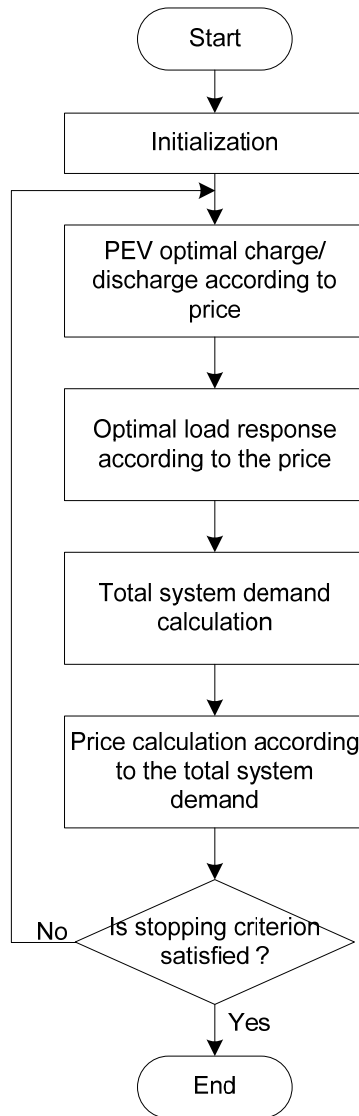 Start
Initialization
PEV optimal charge/
discharge according to
price
Optimal load response
according to the price
Total system demand
calculation
Price calculation according
to the total system
demand
Is stopping criterion
satisfied ?
No
Yes
End